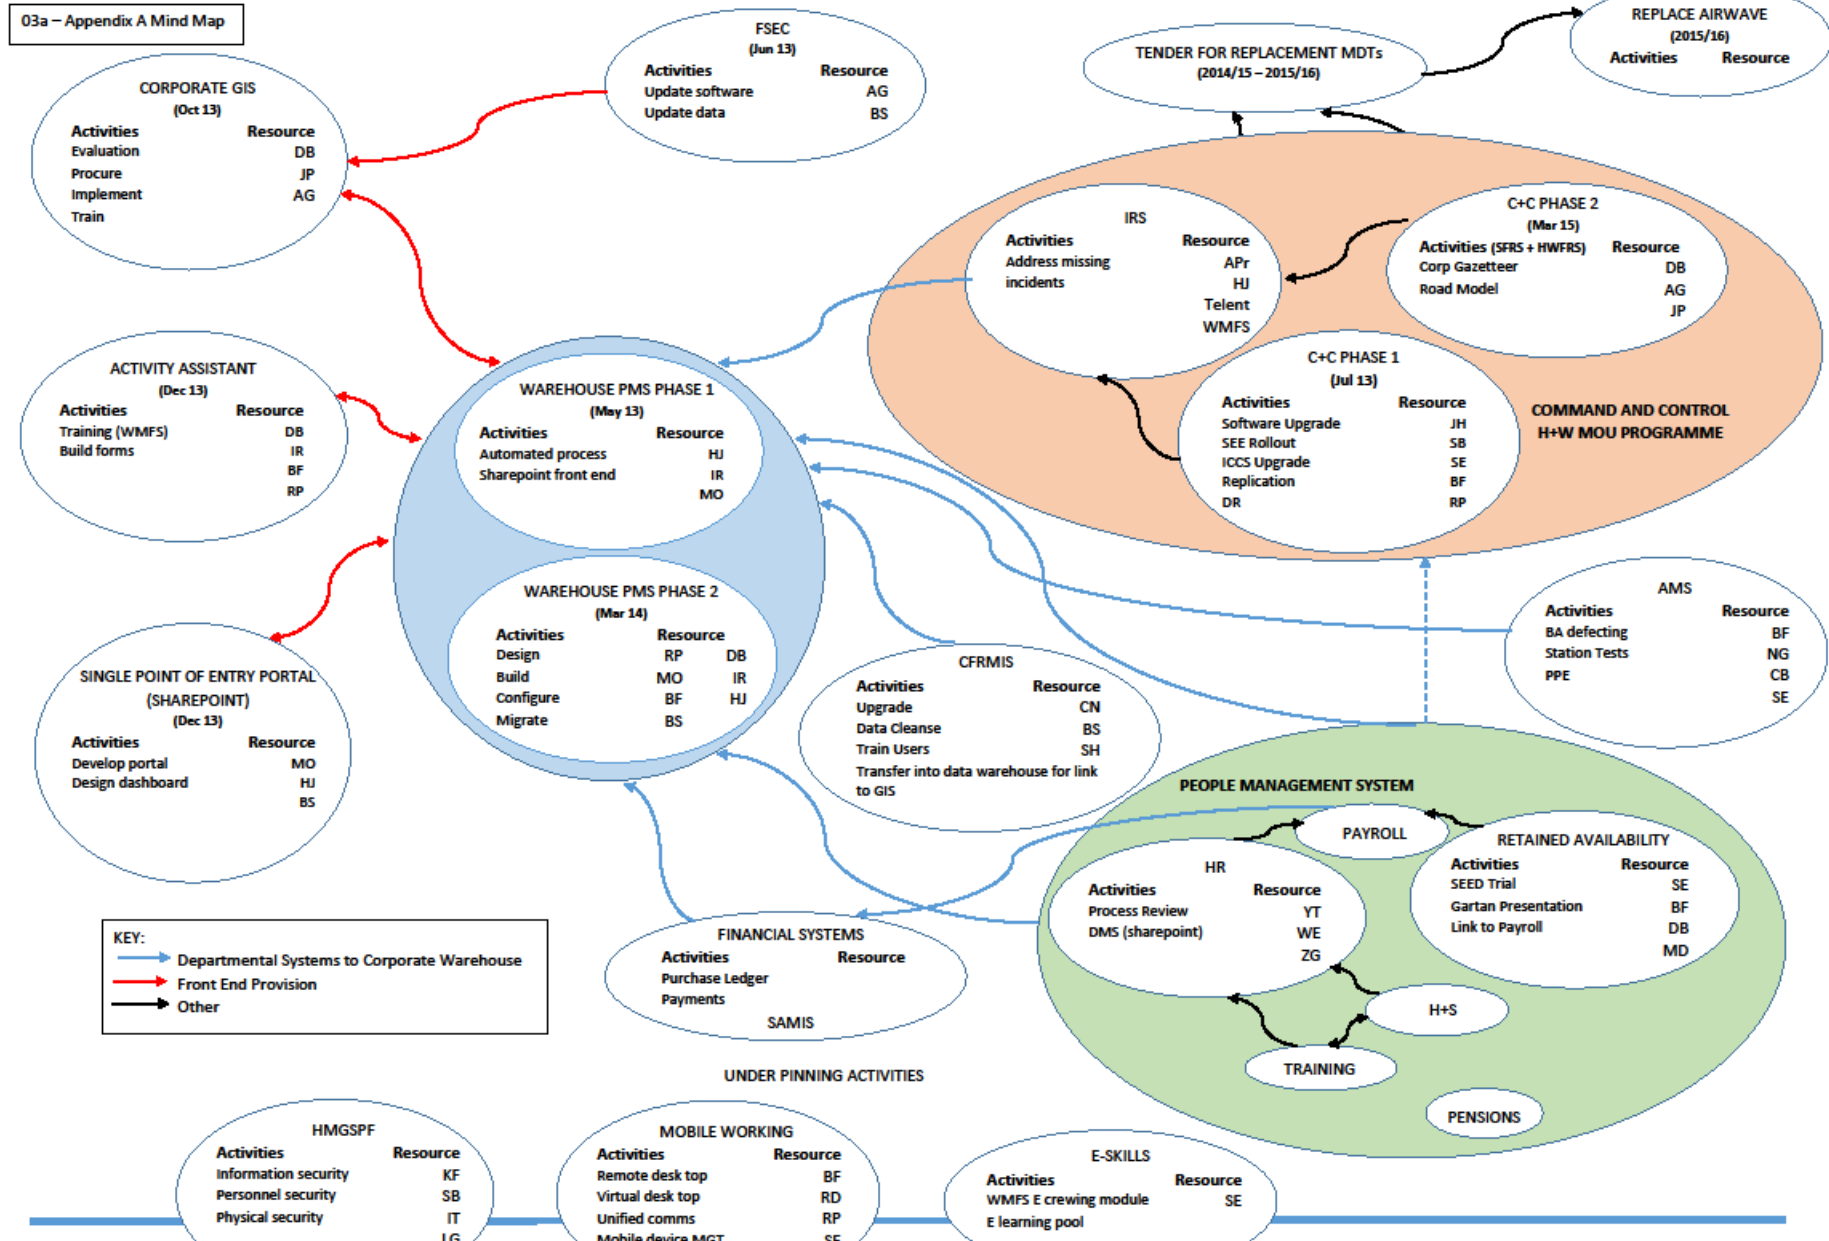 03a – Appendix A Mind Map
FSEC
(Jun 13)
Activities Resource
Update software AG
Update data BS
TENDER FOR REPLACEMENT MDTs
(2014/15 – 2015/16)
REPLACE AIRWAVE
(2015/16)
Activities Resource
CORPORATE GIS
(Oct 13)
Activities Resource
Evaluation DB
Procure JP
Implement AG
Train
IRS
Activities Resource
Address missing APr
incidents HJ
Telent
WMFS
C+C PHASE 2
(Mar 15)
Activities (SFRS + HWFRS) Resource
Corp Gazetteer DB
Road Model AG
JP
C+C PHASE 1
(Jul 13)
Activities Resource
Software Upgrade JH
SEE Rollout SB
ICCS Upgrade SE
Replication BF
DR RP
COMMAND AND CONTROL
H+W MOU PROGRAMME
ACTIVITY ASSISTANT
(Dec 13)
Activities Resource
Training (WMFS) DB
Build forms IR
BF
RP
WAREHOUSE PMS PHASE 1
(May 13)
Activities Resource
Automated process HJ
Sharepoint front end IR
MO
WAREHOUSE PMS PHASE 2
(Mar 14)
Activities Resource
Design RP DB
Build MO IR
Configure BF HJ
Migrate BS
AMS
Activities Resource
BA defecting BF
Station Tests NG
PPE CB
SE
SINGLE POINT OF ENTRY PORTAL
(SHAREPOINT)
(Dec 13)
Activities Resource
Develop portal MO
Design dashboard HJ
BS
CFRMIS
Activities Resource
Upgrade CN
Data Cleanse BS
Train Users SH
Transfer into data warehouse for link
to GIS
PEOPLE MANAGEMENT SYSTEM
PAYROLL
HR
Activities Resource
Process Review YT
DMS (sharepoint) WE
ZG
RETAINED AVAILABILITY
Activities Resource
SEED Trial SE
Gartan Presentation BF
Link to Payroll DB
MD
H+S
TRAINING
PENSIONS
KEY:
Departmental Systems to Corporate Warehouse
Front End Provision
Other
FINANCIAL SYSTEMS
Activities Resource
Purchase Ledger
Payments
SAMIS
UNDER PINNING ACTIVITIES
HMGSPF
Activities Resource
Information security KF
Personnel security SB
Physical security IT
LG
MOBILE WORKING
Activities Resource
Remote desk top BF
Virtual desk top RD
Unified comms RP
Mobile device MGT SE
E-SKILLS
Activities Resource
WMFS E crewing module SE
E learning pool